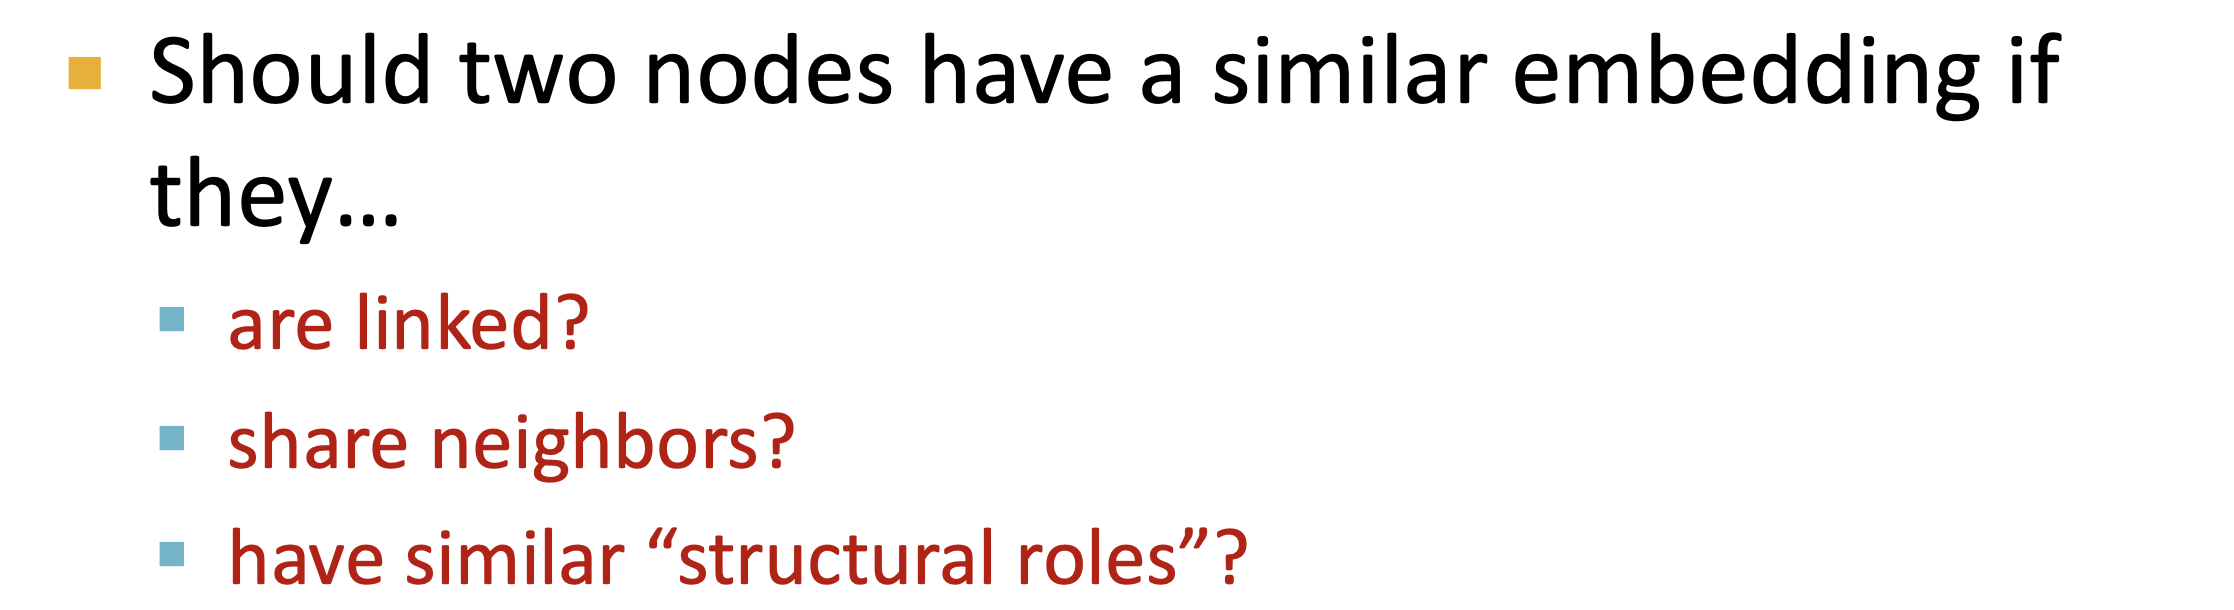 Should two nodes have a similar embedding if
they…
are linked?
share neighbors?
have similar “structural roles”?